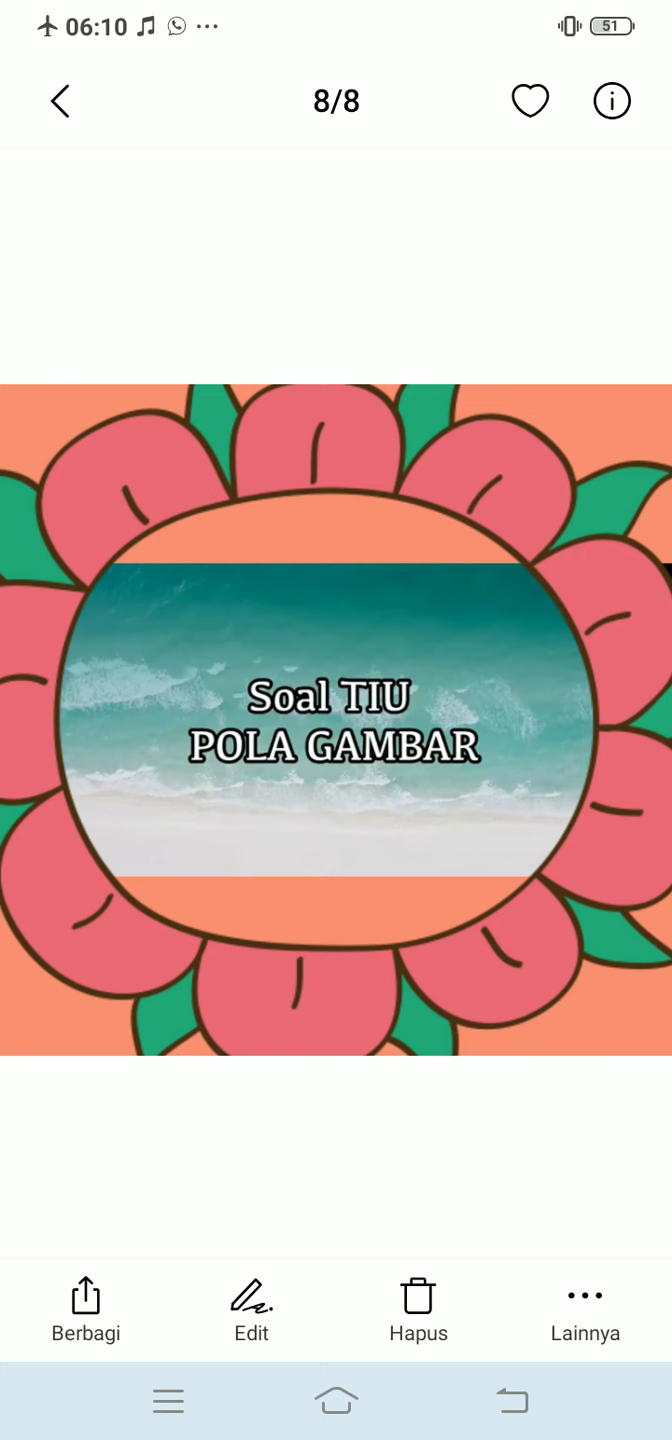 06:10
51
8/8
Soal TIU
POLA GAMBAR
Berbagi
Edit
Hapus
Lainnya